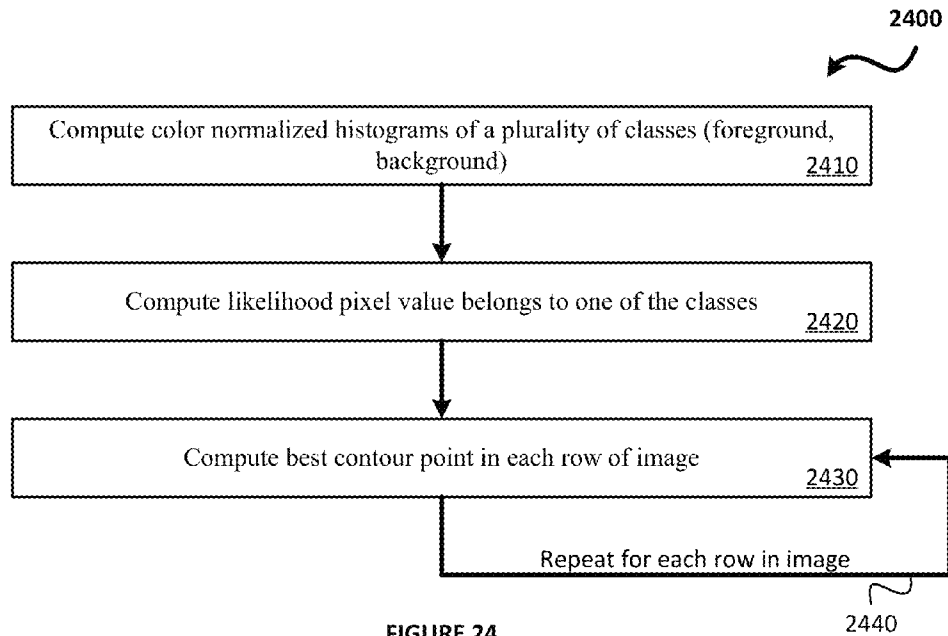 2400
Compute color normalized histograms of a plurality of classes (foreground,
background)
2410
Compute likelihood pixel value belongs to one of the classes
2420
Compute best contour point in each row of image
2430
Repeat for each row in image
2440
FIGURE 24